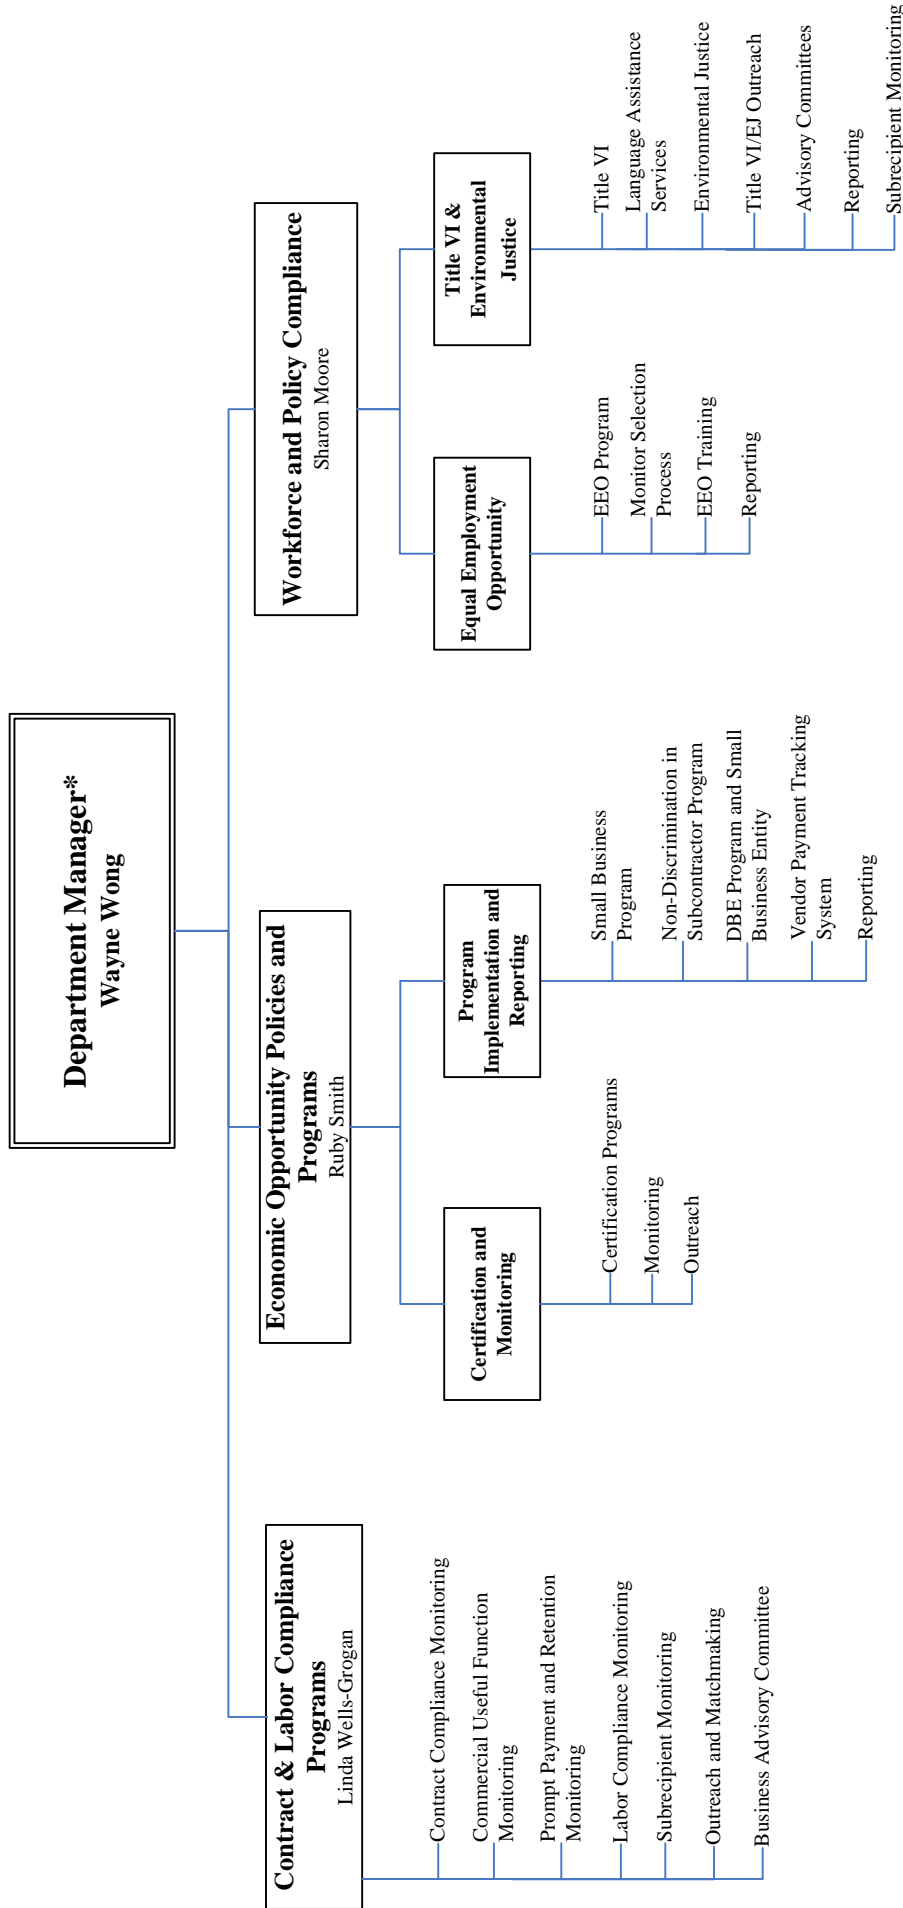 Department Manager*
Wayne Wong
Contract & Labor Compliance
Programs
Linda Wells-Grogan
Contract Compliance Monitoring
Commercial Useful Function
Monitoring
Prompt Payment and Retention
Monitoring
Labor Compliance Monitoring
Subrecipient Monitoring
Outreach and Matchmaking
Business Advisory Committee
Economic Opportunity Policies and
Programs
Ruby Smith
Certification and
Monitoring
Certification Programs
Monitoring
Outreach
Program
Implementation and
Reporting
Small Business
Program
Non-Discrimination in
Subcontractor Program
DBE Program and Small
Business Entity
Vendor Payment Tracking
System
Reporting
Workforce and Policy Compliance
Sharon Moore
Equal Employment
Opportunity
EEO Program
Monitor Selection
Process
EEO Training
Reporting
Title VI &
Environmental
Justice
Title VI
Language Assistance
Services
Environmental Justice
Title VI/EJ Outreach
Advisory Committees
Reporting
Subrecipient Monitoring